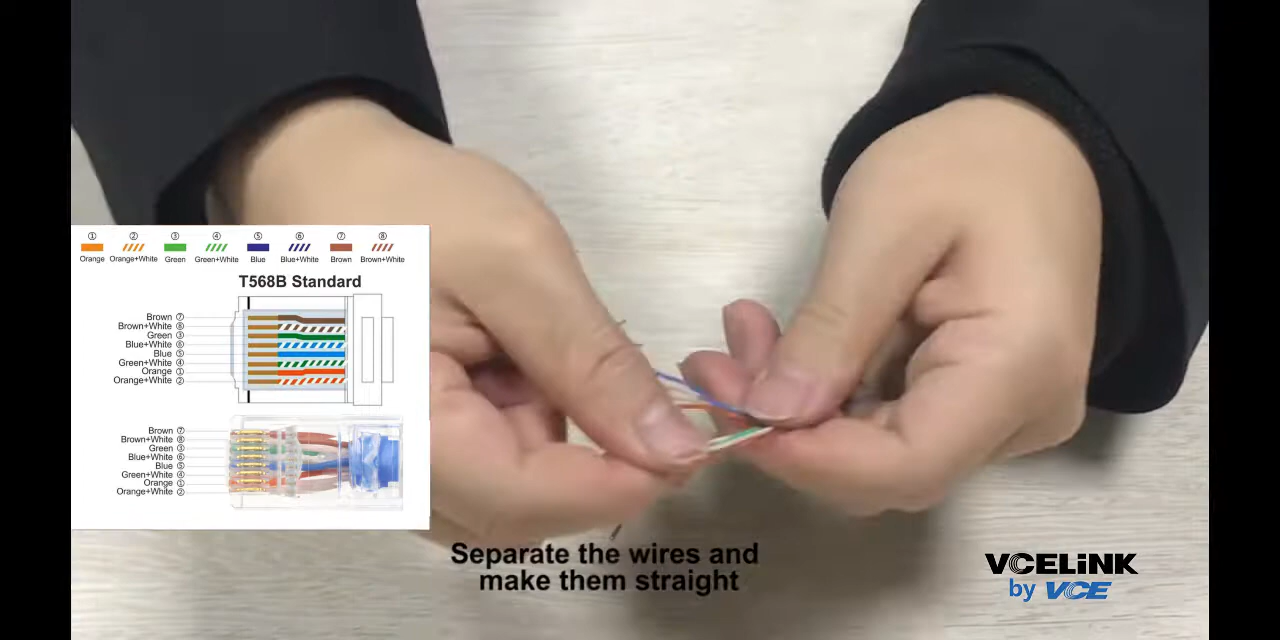 ① ② ③ ④ ⑤ ⑥ ⑦ ⑧
Orange Orange+White Green Green+White Blue Blue+White Brown Brown+White
T568B Standard
Brown ⑦
Brown+White ⑧
Green ③
Blue+White ⑥
Blue ⑤
Green+White ④
Orange ①
Orange+White ②
Brown ⑦
Brown+White ⑧
Green ③
Blue+White ⑥
Blue ⑤
Green+White ④
Orange ①
Orange+White ②
Separate the wires and
make them straight
VCELINK
by VCE